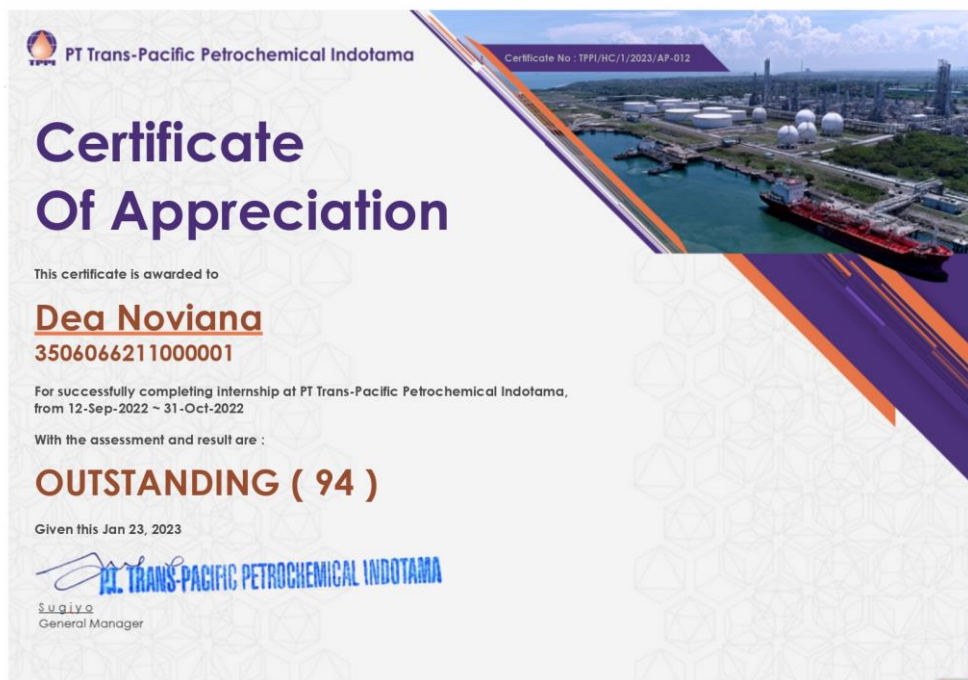 TPPI
PT Trans-Pacific Petrochemical Indotama
Certificate No : TPPI/HC/1/2023/AP-012
Certificate
Of Appreciation
This certificate is awarded to
Dea Noviana
3506066211000001
For successfully completing internship at PT Trans-Pacific Petrochemical Indotama,
from 12-Sep-2022 ~ 31-Oct-2022
With the assessment and result are :
OUTSTANDING ( 94 )
Given this Jan 23, 2023
PT. TRANS-PACIFIC PETROCHEMICAL INDOTAMA
Sugiyo
General Manager